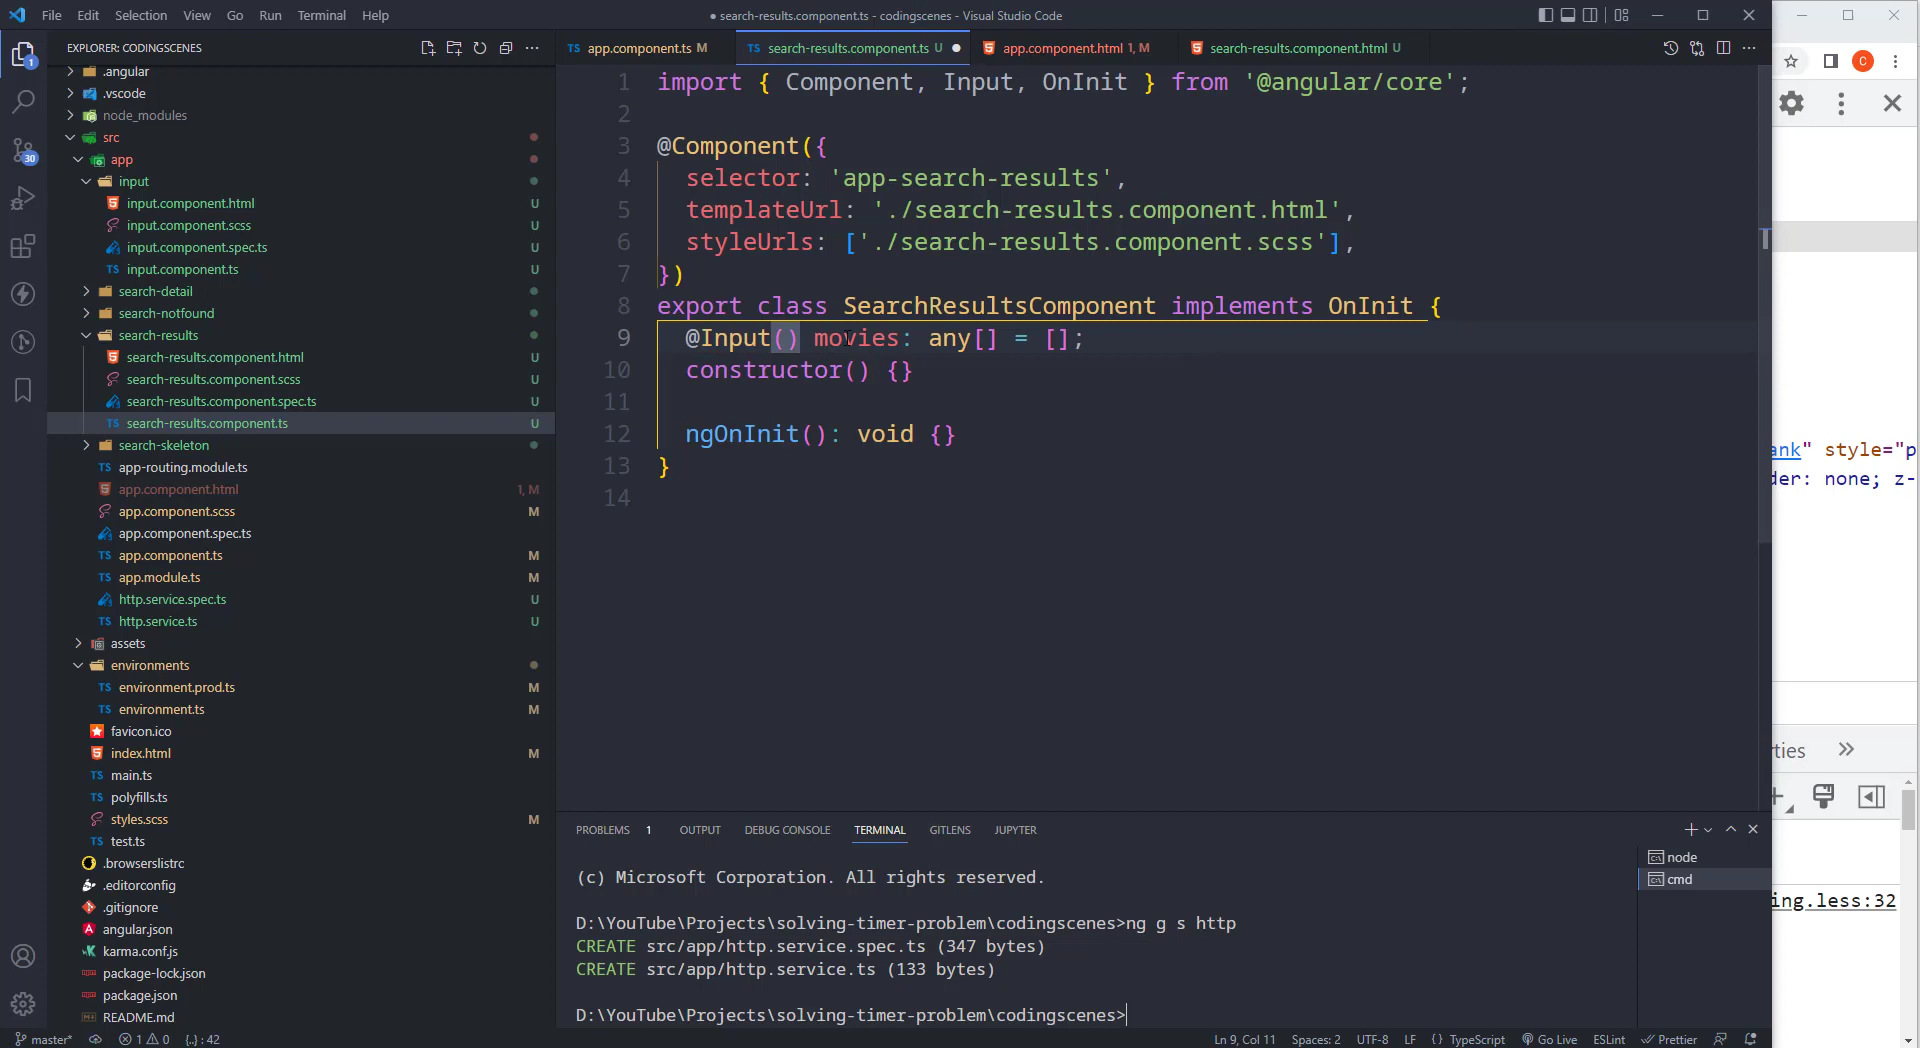 File Edit Selection View Go Run Terminal Help
● search-results.component.ts - codingscenes - Visual Studio Code
EXPLORER: CODINGSCENES
.angular
.vscode
node_modules
src
app
input
input.component.html U
input.component.scss U
input.component.spec.ts U
input.component.ts U
search-detail
search-notfound
search-results
search-results.component.html U
search-results.component.scss U
search-results.component.spec.ts U
search-results.component.ts U
search-skeleton
app-routing.module.ts
app.component.html 1, M
app.component.scss M
app.component.spec.ts
app.component.ts M
app.module.ts M
http.service.spec.ts U
http.service.ts U
assets
environments
environment.prod.ts M
environment.ts M
favicon.ico
index.html M
main.ts
polyfills.ts
styles.scss M
test.ts
.browserslistrc
.editorconfig
.gitignore
angular.json
karma.conf.js
package-lock.json
package.json
README.md
1
30
TS app.component.ts M
TS search-results.component.ts U ●
app.component.html 1, M
search-results.component.html U
1 import { Component, Input, OnInit } from '@angular/core';
2
3 @Component({
4 selector: 'app-search-results',
5 templateUrl: './search-results.component.html',
6 styleUrls: ['./search-results.component.scss'],
7 })
8 export class SearchResultsComponent implements OnInit {
9 @Input() movies: any[] = [];
10 constructor() {}
11
12 ngOnInit(): void {}
13 }
14
PROBLEMS 1 OUTPUT DEBUG CONSOLE TERMINAL GITLENS JUPYTER
(c) Microsoft Corporation. All rights reserved.
D:\YouTube\Projects\solving-timer-problem\codingscenes>ng g s http
CREATE src/app/http.service.spec.ts (347 bytes)
CREATE src/app/http.service.ts (133 bytes)
D:\YouTube\Projects\solving-timer-problem\codingscenes>
node
cmd
master* 1 0 {..} : 42
Ln 9, Col 11 Spaces: 2 UTF-8 LF {} TypeScript Go Live ESLint Prettier
C
ank" style="p
der: none; z-
ties
ing.less:32